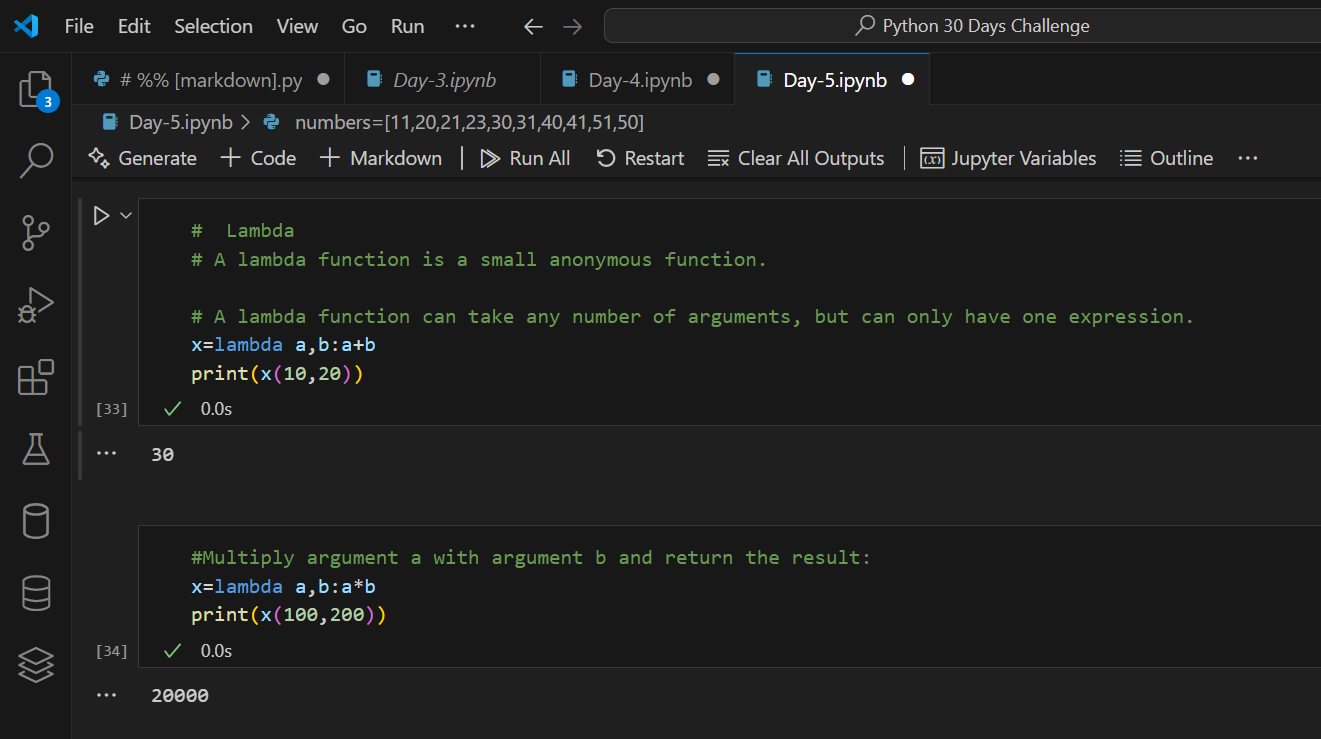 File Edit Selection View Go Run ··· ← → Python 30 Days Challenge
# %% [markdown].py Day-3.ipynb Day-4.ipynb Day-5.ipynb
3
Day-5.ipynb > numbers=[11,20,21,23,30,31,40,41,51,50]
Generate + Code + Markdown | Run All Restart Clear All Outputs | Jupyter Variables Outline ···
#  Lambda
# A lambda function is a small anonymous function.
# A lambda function can take any number of arguments, but can only have one expression.
x=lambda a,b:a+b
print(x(10,20))
[33] ✓ 0.0s
··· 30
#Multiply argument a with argument b and return the result:
x=lambda a,b:a*b
print(x(100,200))
[34] ✓ 0.0s
··· 20000